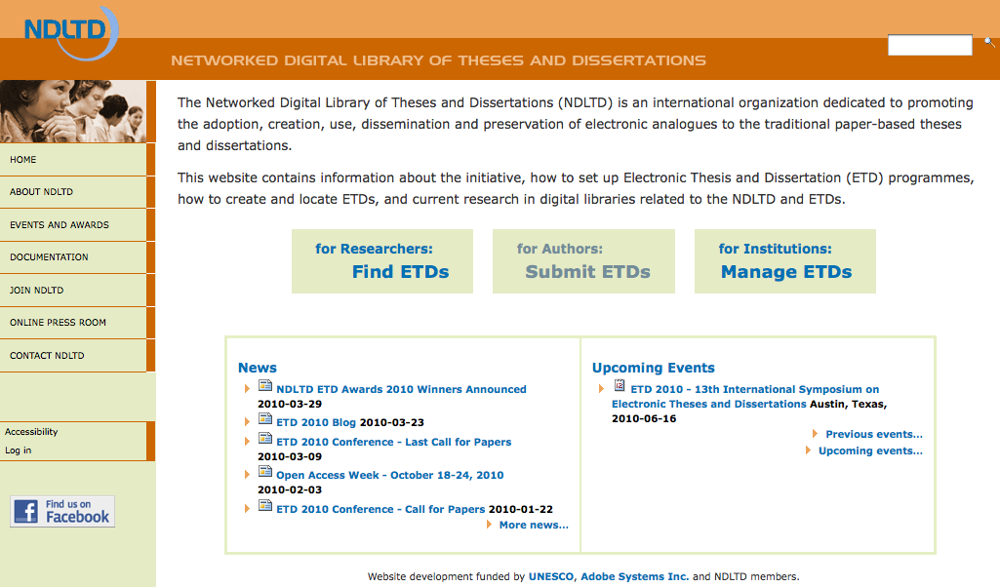 NDLTD
NETWORKED DIGITAL LIBRARY OF THESES AND DISSERTATIONS
HOME
ABOUT NDLTD
EVENTS AND AWARDS
DOCUMENTATION
JOIN NDLTD
ONLINE PRESS ROOM
CONTACT NDLTD
Accessibility
Log in
Find us on
Facebook
The Networked Digital Library of Theses and Dissertations (NDLTD) is an international organization dedicated to promoting
the adoption, creation, use, dissemination and preservation of electronic analogues to the traditional paper-based theses
and dissertations.
This website contains information about the initiative, how to set up Electronic Thesis and Dissertation (ETD) programmes,
how to create and locate ETDs, and current research in digital libraries related to the NDLTD and ETDs.
for Researchers:
Find ETDs
for Authors:
Submit ETDs
for Institutions:
Manage ETDs
News
NDLTD ETD Awards 2010 Winners Announced
2010-03-29
ETD 2010 Blog 2010-03-23
ETD 2010 Conference - Last Call for Papers
2010-03-09
Open Access Week - October 18-24, 2010
2010-02-03
ETD 2010 Conference - Call for Papers 2010-01-22
More news...
Upcoming Events
ETD 2010 - 13th International Symposium on
Electronic Theses and Dissertations Austin, Texas,
2010-06-16
Previous events...
Upcoming events...
Website development funded by UNESCO, Adobe Systems Inc. and NDLTD members.